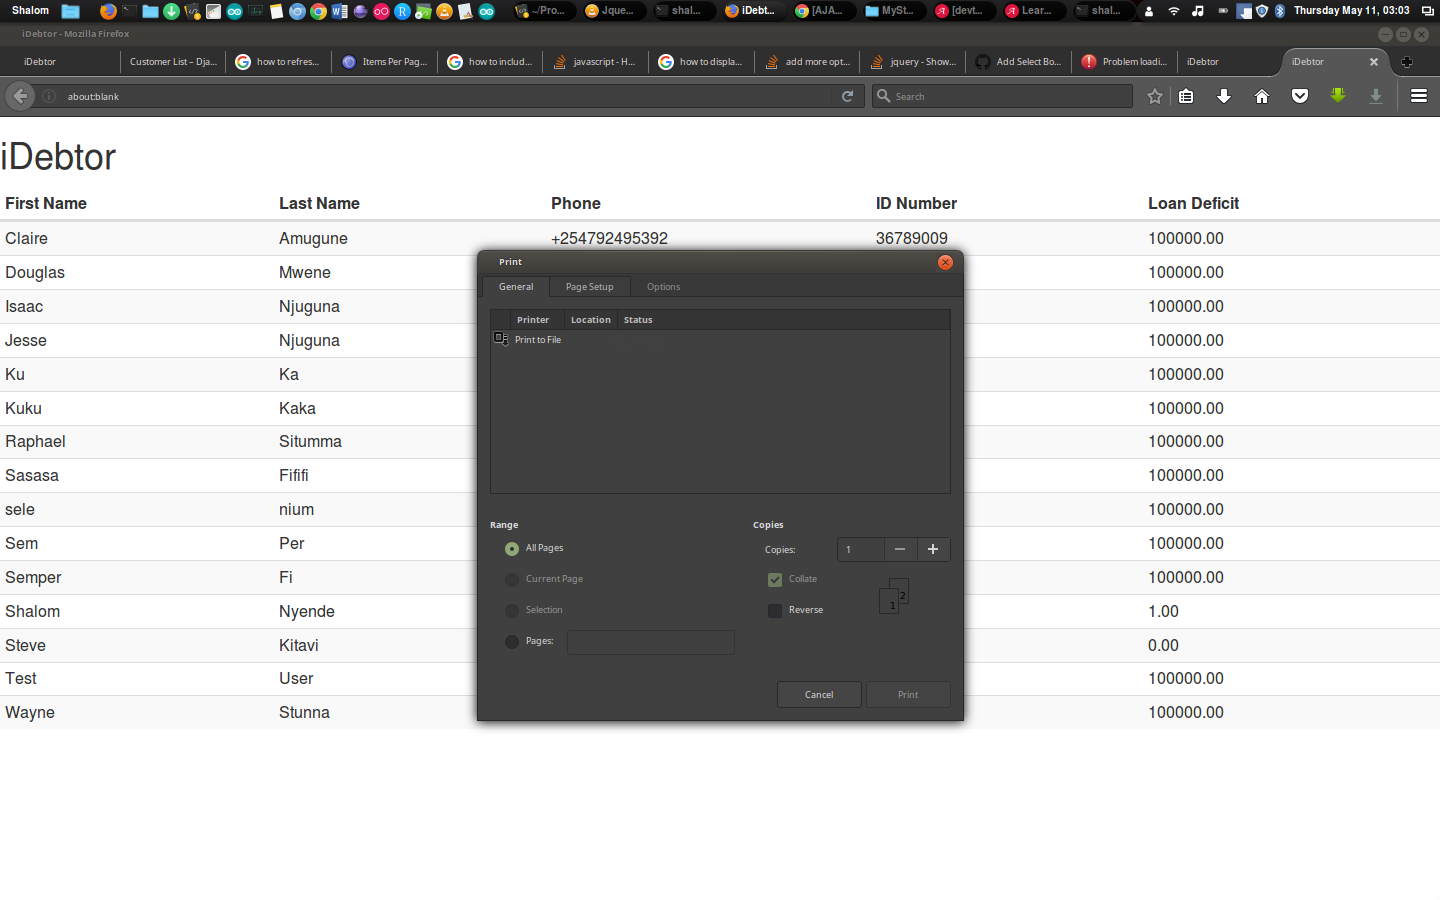 Shalom ~/Pro... Jque... shal... iDebt... [AJA... MySt... [devt... Lear... shal... Thursday May 11, 03:03
iDebtor - Mozilla Firefox
iDebtor Customer List – Dja... how to refres... Items Per Pag... how to includ... javascript - H... how to displa... add more opt... jquery - Show... Add Select Bo... Problem loadi... iDebtor iDebtor
about:blank Search
iDebtor
First Name Last Name Phone ID Number Loan Deficit
Claire Amugune +254792495392 36789009 100000.00
Douglas Mwene 100000.00
Isaac Njuguna 100000.00
Jesse Njuguna 100000.00
Ku Ka 100000.00
Kuku Kaka 100000.00
Raphael Situmma 100000.00
Sasasa Fififi 100000.00
sele nium 100000.00
Sem Per 100000.00
Semper Fi 100000.00
Shalom Nyende 1.00
Steve Kitavi 0.00
Test User 100000.00
Wayne Stunna 100000.00
Print
General Page Setup Options
Printer Location Status
Print to File
Range
All Pages
Current Page
Selection
Pages:
Copies
Copies: 1
Collate
Reverse
1 2
Cancel Print